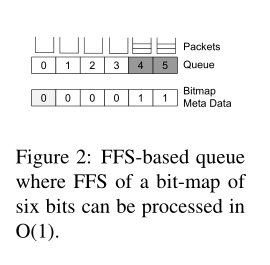 Packets
0 1 2 3 4 5 Queue
0 0 0 0 1 1 Bitmap
Meta Data
Figure 2: FFS-based queue
where FFS of a bit-map of
six bits can be processed in
O(1).